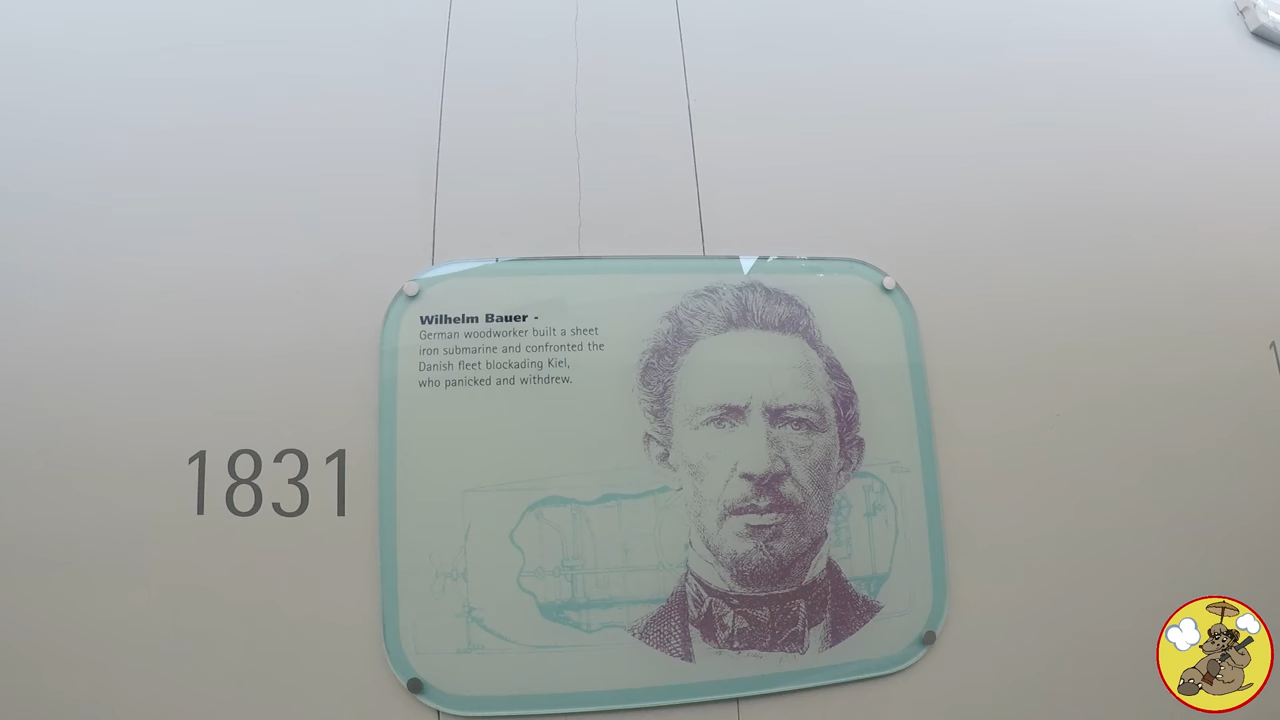 Wilhelm Bauer -
German woodworker built a sheet
iron submarine and confronted the
Danish fleet blockading Kiel,
who panicked and withdrew.
1831